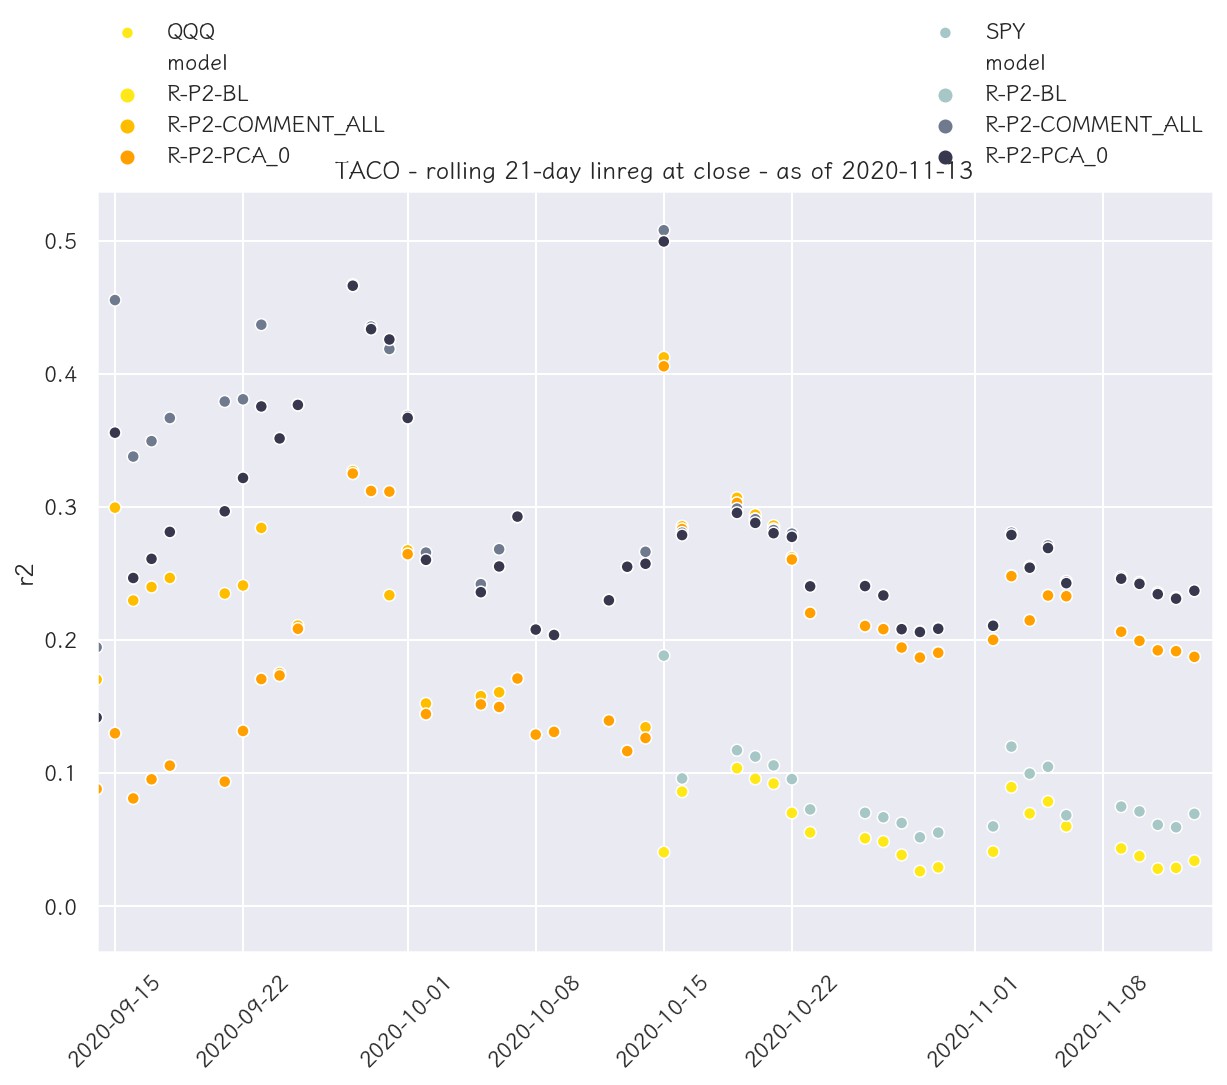 QQQ
model
R-P2-BL
R-P2-COMMENT_ALL
R-P2-PCA_0
SPY
model
R-P2-BL
R-P2-COMMENT_ALL
R-P2-PCA_0
TACO - rolling 21-day linreg at close - as of 2020-11-13
r2
0.5
0.4
0.3
0.2
0.1
0.0
2020-09-15
2020-09-22
2020-10-01
2020-10-08
2020-10-15
2020-10-22
2020-11-01
2020-11-08